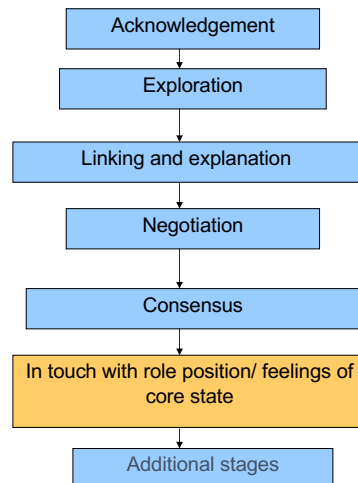 Acknowledgement
Exploration
Linking and explanation
Negotiation
Consensus
In touch with role position/ feelings of
core state
Additional stages